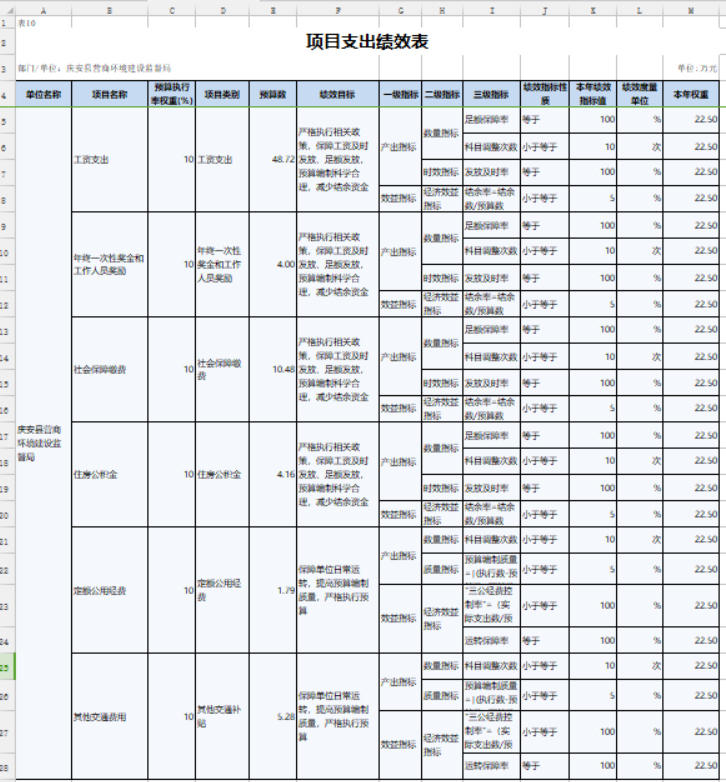 A B C D E F G H I J K L M
1 表10
2 项目支出绩效表
3 部门/单位：庆安县营商环境建设监督局 单位:万元
4 单位名称 项目名称 预算执行率权重(%) 项目类别 预算数 绩效目标 一级指标 二级指标 三级指标 绩效指标性质 本年绩效指标值 绩效度量单位 本年权重
庆安县营商环境建设监督局
工资支出 10 工资支出 48.72 严格执行相关政策，保障工资及时发放、足额发放，预算编制科学合理，减少结余资金
5 产出指标 数量指标 足额保障率 等于 100 % 22.50
6 科目调整次数 小于等于 10 次 22.50
7 时效指标 发放及时率 等于 100 % 22.50
8 效益指标 经济效益指标 结余率=结余数/预算数 小于等于 5 % 22.50
年终一次性奖金和工作人员奖励 10 年终一次性奖金和工作人员奖励 4.00 严格执行相关政策，保障工资及时发放、足额发放，预算编制科学合理，减少结余资金
9 产出指标 数量指标 足额保障率 等于 100 % 22.50
10 科目调整次数 小于等于 10 次 22.50
11 时效指标 发放及时率 等于 100 % 22.50
12 效益指标 经济效益指标 结余率=结余数/预算数 小于等于 5 % 22.50
社会保障缴费 10 社会保障缴费 10.48 严格执行相关政策，保障工资及时发放、足额发放，预算编制科学合理，减少结余资金
13 产出指标 数量指标 足额保障率 等于 100 % 22.50
14 科目调整次数 小于等于 10 次 22.50
15 时效指标 发放及时率 等于 100 % 22.50
16 效益指标 经济效益指标 结余率=结余数/预算数 小于等于 5 % 22.50
住房公积金 10 住房公积金 4.16 严格执行相关政策，保障工资及时发放、足额发放，预算编制科学合理，减少结余资金
17 产出指标 数量指标 足额保障率 等于 100 % 22.50
18 科目调整次数 小于等于 10 次 22.50
19 时效指标 发放及时率 等于 100 % 22.50
20 效益指标 经济效益指标 结余率=结余数/预算数 小于等于 5 % 22.50
定额公用经费 10 定额公用经费 1.79 保障单位日常运转，提高预算编制质量，严格执行预算
21 产出指标 数量指标 科目调整次数 小于等于 10 次 22.50
22 质量指标 预算编制质量=|(执行数-预 小于等于 5 % 22.50
23 效益指标 经济效益指标 "三公经费控制率"=（实际支出数/预 小于等于 100 % 22.50
24 运转保障率 等于 100 % 22.50
其他交通费用 10 其他交通补贴 5.28 保障单位日常运转，提高预算编制质量，严格执行预算
25 产出指标 数量指标 科目调整次数 小于等于 10 次 22.50
26 质量指标 预算编制质量=|(执行数-预 小于等于 5 % 22.50
27 效益指标 经济效益指标 "三公经费控制率"=（实际支出数/预 小于等于 100 % 22.50
28 运转保障率 等于 100 % 22.50